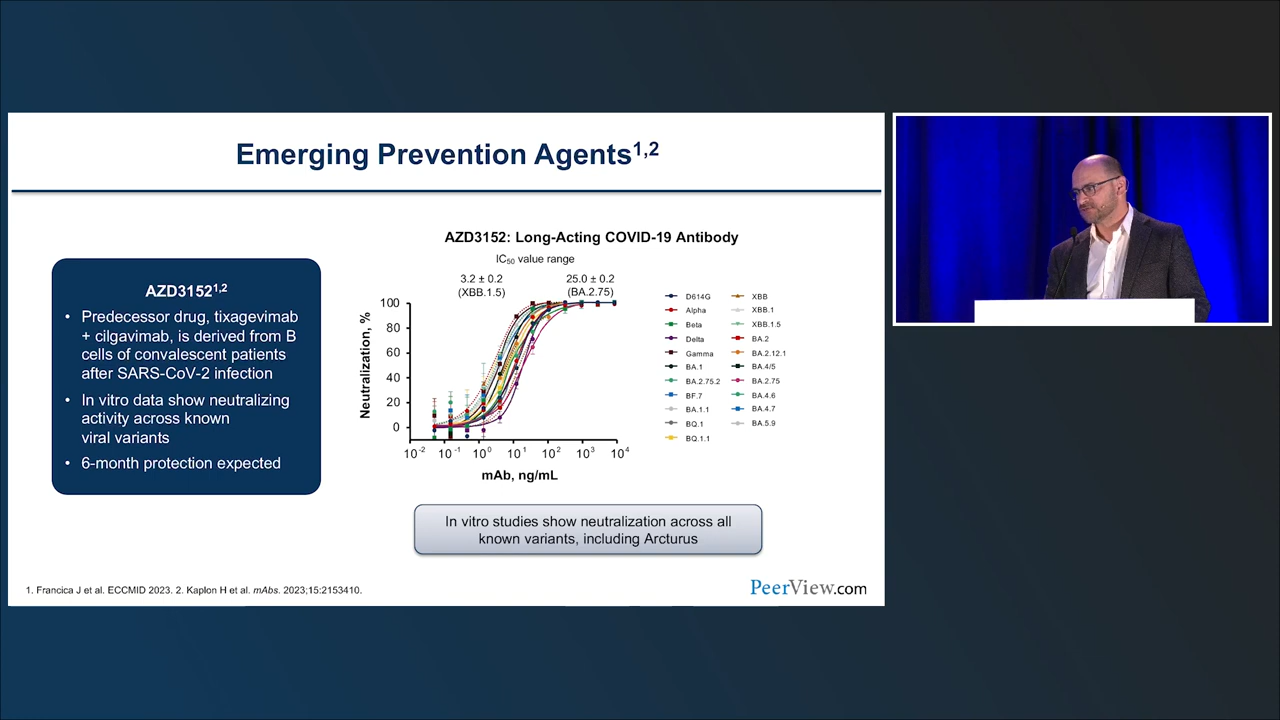 Emerging Prevention Agents1,2
AZD31521,2
• Predecessor drug, tixagevimab
+ cilgavimab, is derived from B
cells of convalescent patients
after SARS-CoV-2 infection
• In vitro data show neutralizing
activity across known
viral variants
• 6-month protection expected
AZD3152: Long-Acting COVID-19 Antibody
IC50 value range
3.2 ± 0.2
(XBB.1.5)
25.0 ± 0.2
(BA.2.75)
Neutralization, %
100
80
60
40
20
0
10-2 10-1 100 101 102 103 104
mAb, ng/mL
D614G
Alpha
Beta
Delta
Gamma
BA.1
BA.2.75.2
BF.7
BA.1.1
BQ.1
BQ.1.1
XBB
XBB.1
XBB.1.5
BA.2
BA.2.12.1
BA.4/5
BA.2.75
BA.4.6
BA.4.7
BA.5.9
In vitro studies show neutralization across all
known variants, including Arcturus
1. Francica J et al. ECCMID 2023. 2. Kaplon H et al. mAbs. 2023;15:2153410.
PeerView.com